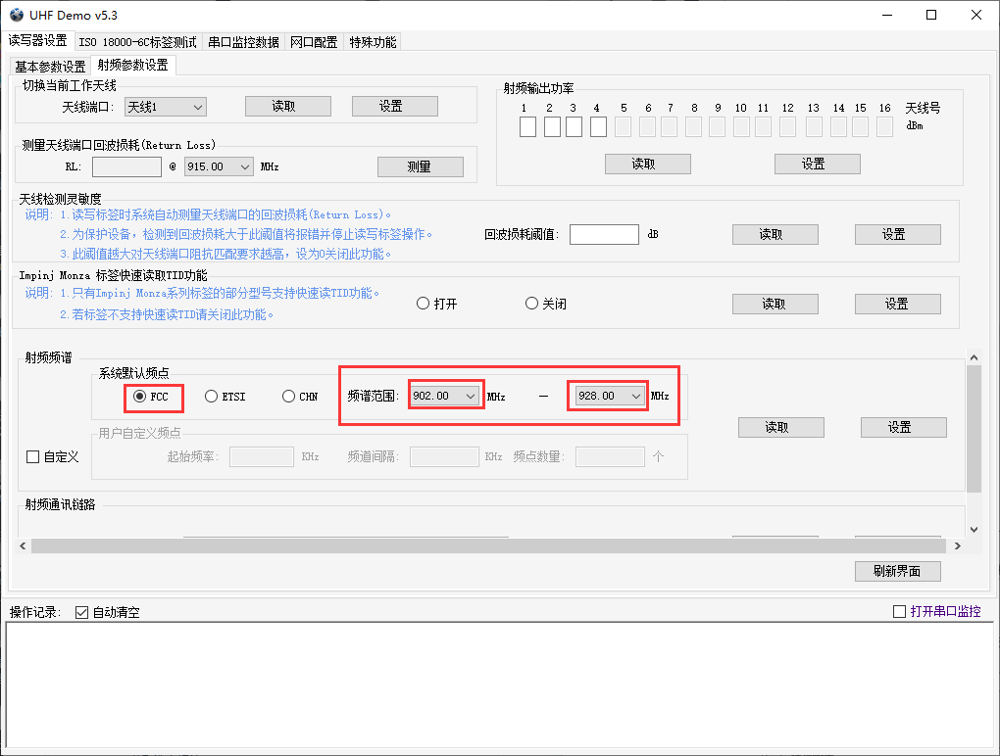 UHF Demo v5.3
读写器设置 ISO 18000-6C标签测试 串口监控数据 网口配置 特殊功能
基本参数设置 射频参数设置
切换当前工作天线
天线端口: 天线1 读取 设置
射频输出功率
1 2 3 4 5 6 7 8 9 10 11 12 13 14 15 16 天线号
dBm
读取 设置
测量天线端口回波损耗(Return Loss)
RL: @ 915.00 MHz 测量
天线检测灵敏度
说明: 1.读写标签时系统自动测量天线端口的回波损耗(Return Loss)。
2.为保护设备，检测到回波损耗大于此阈值将报错并停止读写标签操作。
3.此阈值越大对天线端口阻抗匹配要求越高，设为0关闭此功能。
回波损耗阈值: dB 读取 设置
Impinj Monza 标签快速读取TID功能
说明: 1.只有Impinj Monza系列标签的部分型号支持快速读TID功能。
2.若标签不支持快速读TID请关闭此功能。
打开 关闭 读取 设置
射频频谱
系统默认频点
FCC ETSI CHN 频谱范围: 902.00 MHz — 928.00 MHz
读取 设置
用户自定义频点
自定义 起始频率: KHz 频道间隔: KHz 频点数量: 个
射频通讯链路
刷新界面
操作记录: 自动清空 打开串口监控